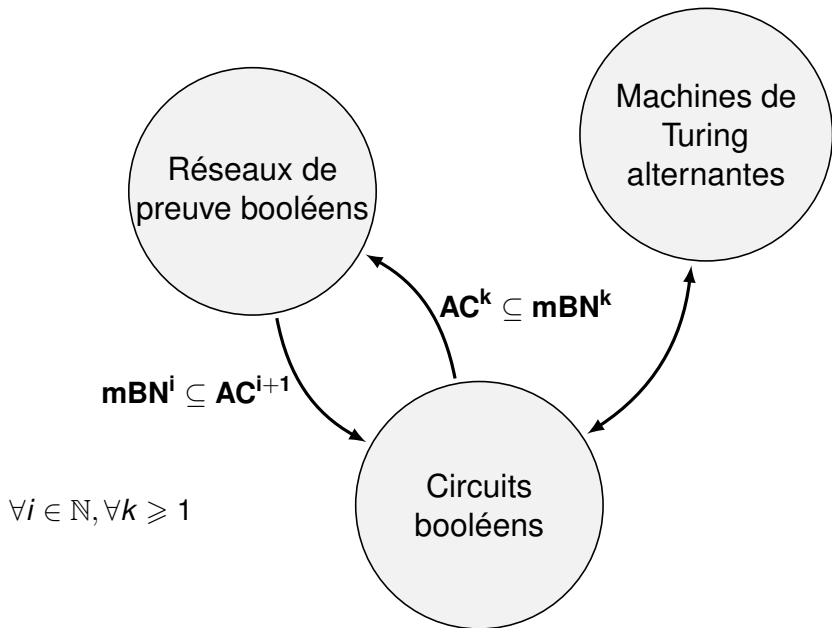 Machines de
Turing
alternantes
Réseaux de
preuve booléens
AC^k ⊆ mBN^k
mBN^i ⊆ AC^{i+1}
Circuits
booléens
∀i ∈ ℕ, ∀k ⩾ 1